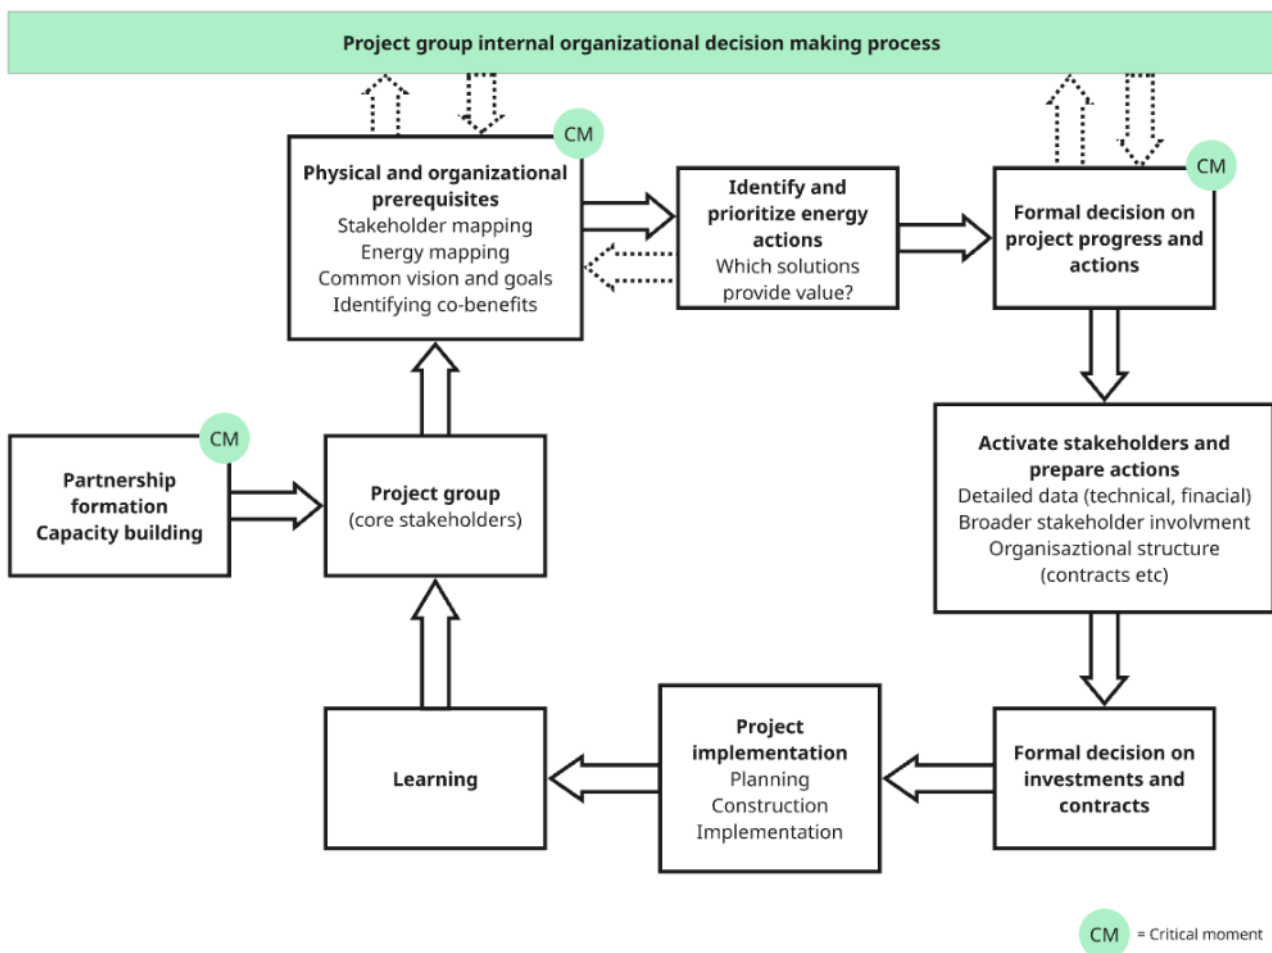 Project group internal organizational decision making process
CM
Physical and organizational
prerequisites
Stakeholder mapping
Energy mapping
Common vision and goals
Identifying co-benefits
Identify and
prioritize energy
actions
Which solutions
provide value?
CM
Formal decision on
project progress and
actions
CM
Partnership
formation
Capacity building
Project group
(core stakeholders)
Activate stakeholders and
prepare actions
Detailed data (technical, finacial)
Broader stakeholder involvment
Organisaztional structure
(contracts etc)
Learning
Project
implementation
Planning
Construction
Implementation
Formal decision on
investments and
contracts
CM = Critical moment